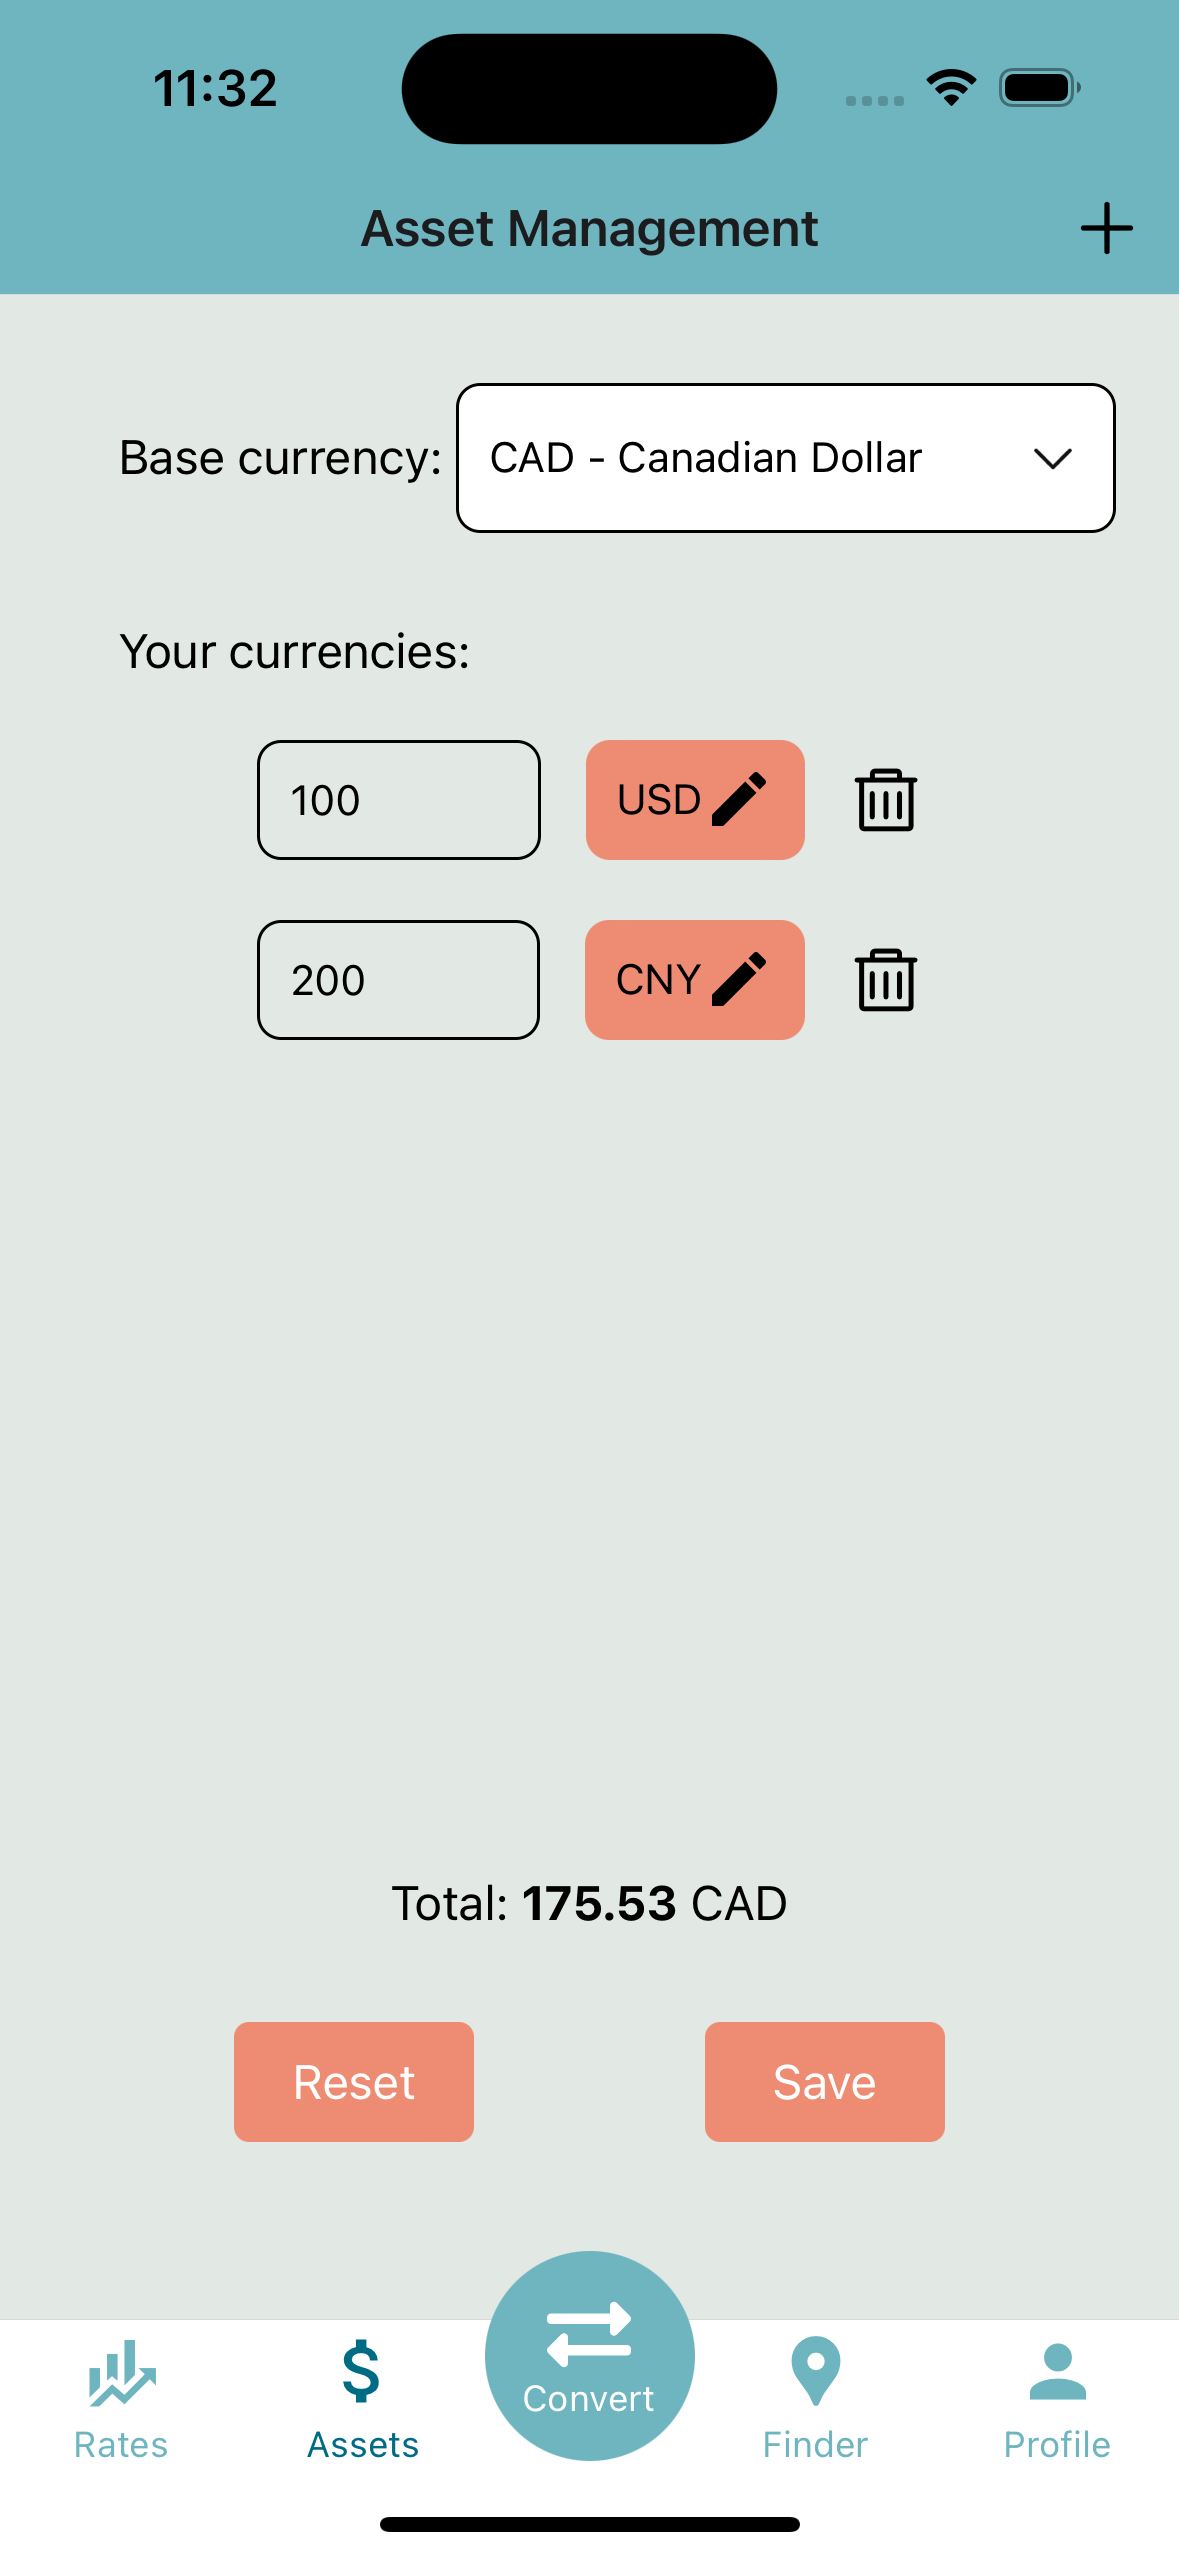 11:32
Asset Management
Base currency: CAD - Canadian Dollar
Your currencies:
100 USD
200 CNY
Total: 175.53 CAD
Reset Save
Rates Assets Convert Finder Profile